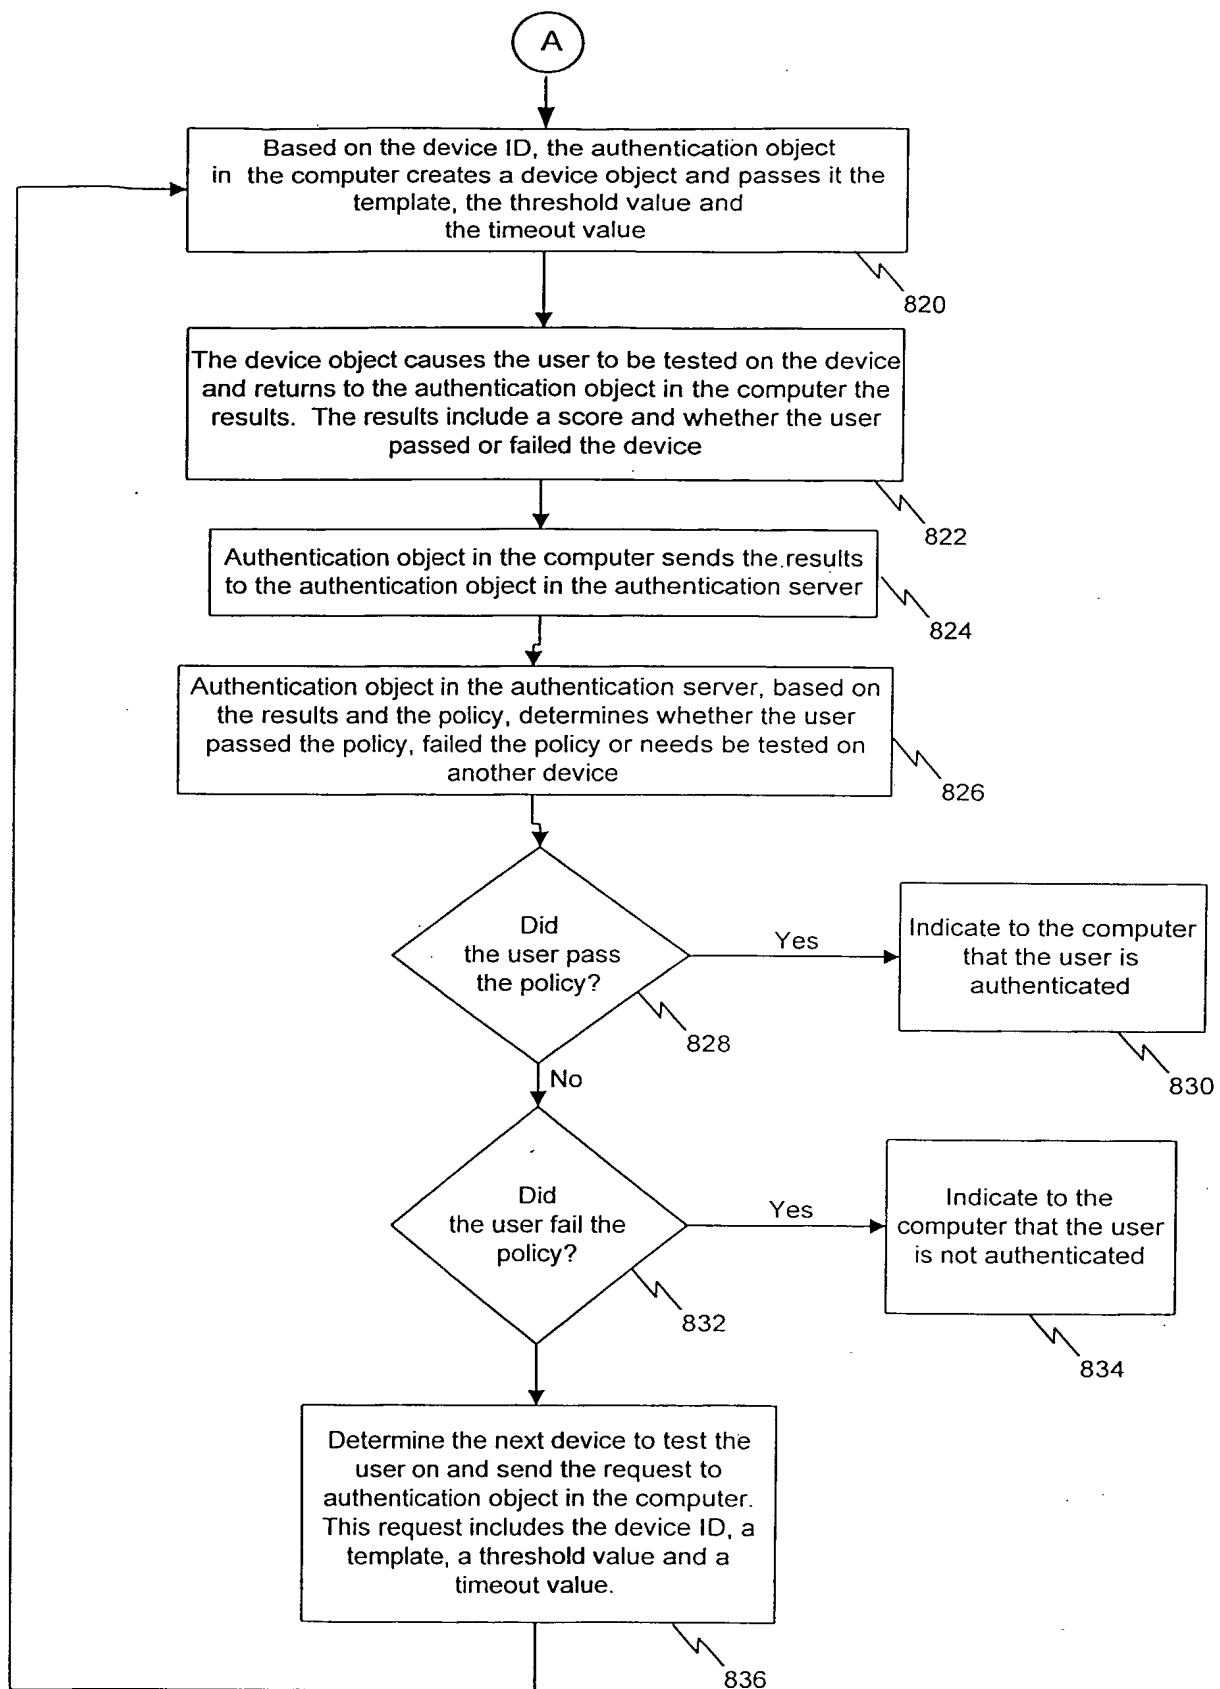 A
Based on the device ID, the authentication object
in the computer creates a device object and passes it the
template, the threshold value and
the timeout value
820
The device object causes the user to be tested on the device
and returns to the authentication object in the computer the
results. The results include a score and whether the user
passed or failed the device
822
Authentication object in the computer sends the results
to the authentication object in the authentication server
824
Authentication object in the authentication server, based on
the results and the policy, determines whether the user
passed the policy, failed the policy or needs be tested on
another device
826
Did
the user pass
the policy?
828
Yes
Indicate to the computer
that the user is
authenticated
830
No
Did
the user fail the
policy?
832
Yes
Indicate to the
computer that the user
is not authenticated
834
Determine the next device to test the
user on and send the request to
authentication object in the computer.
This request includes the device ID, a
template, a threshold value and a
timeout value.
836